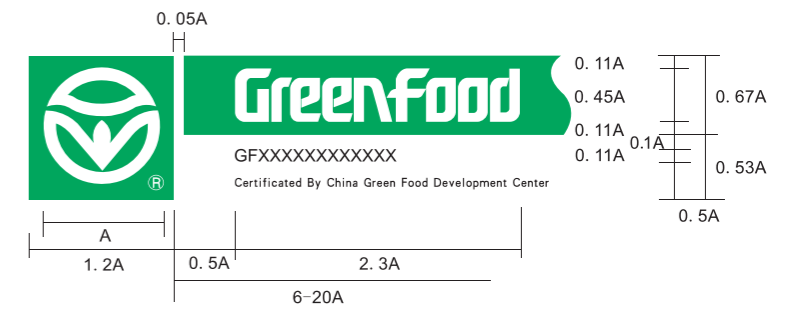 0. 05A
0. 11A
GreenFood
0. 45A
0. 67A
0. 11A
0.1A
GFXXXXXXXXXXXX
0. 11A
0. 53A
®
Certificated By China Green Food Development Center
0. 5A
A
1. 2A
0. 5A
2. 3A
6-20A